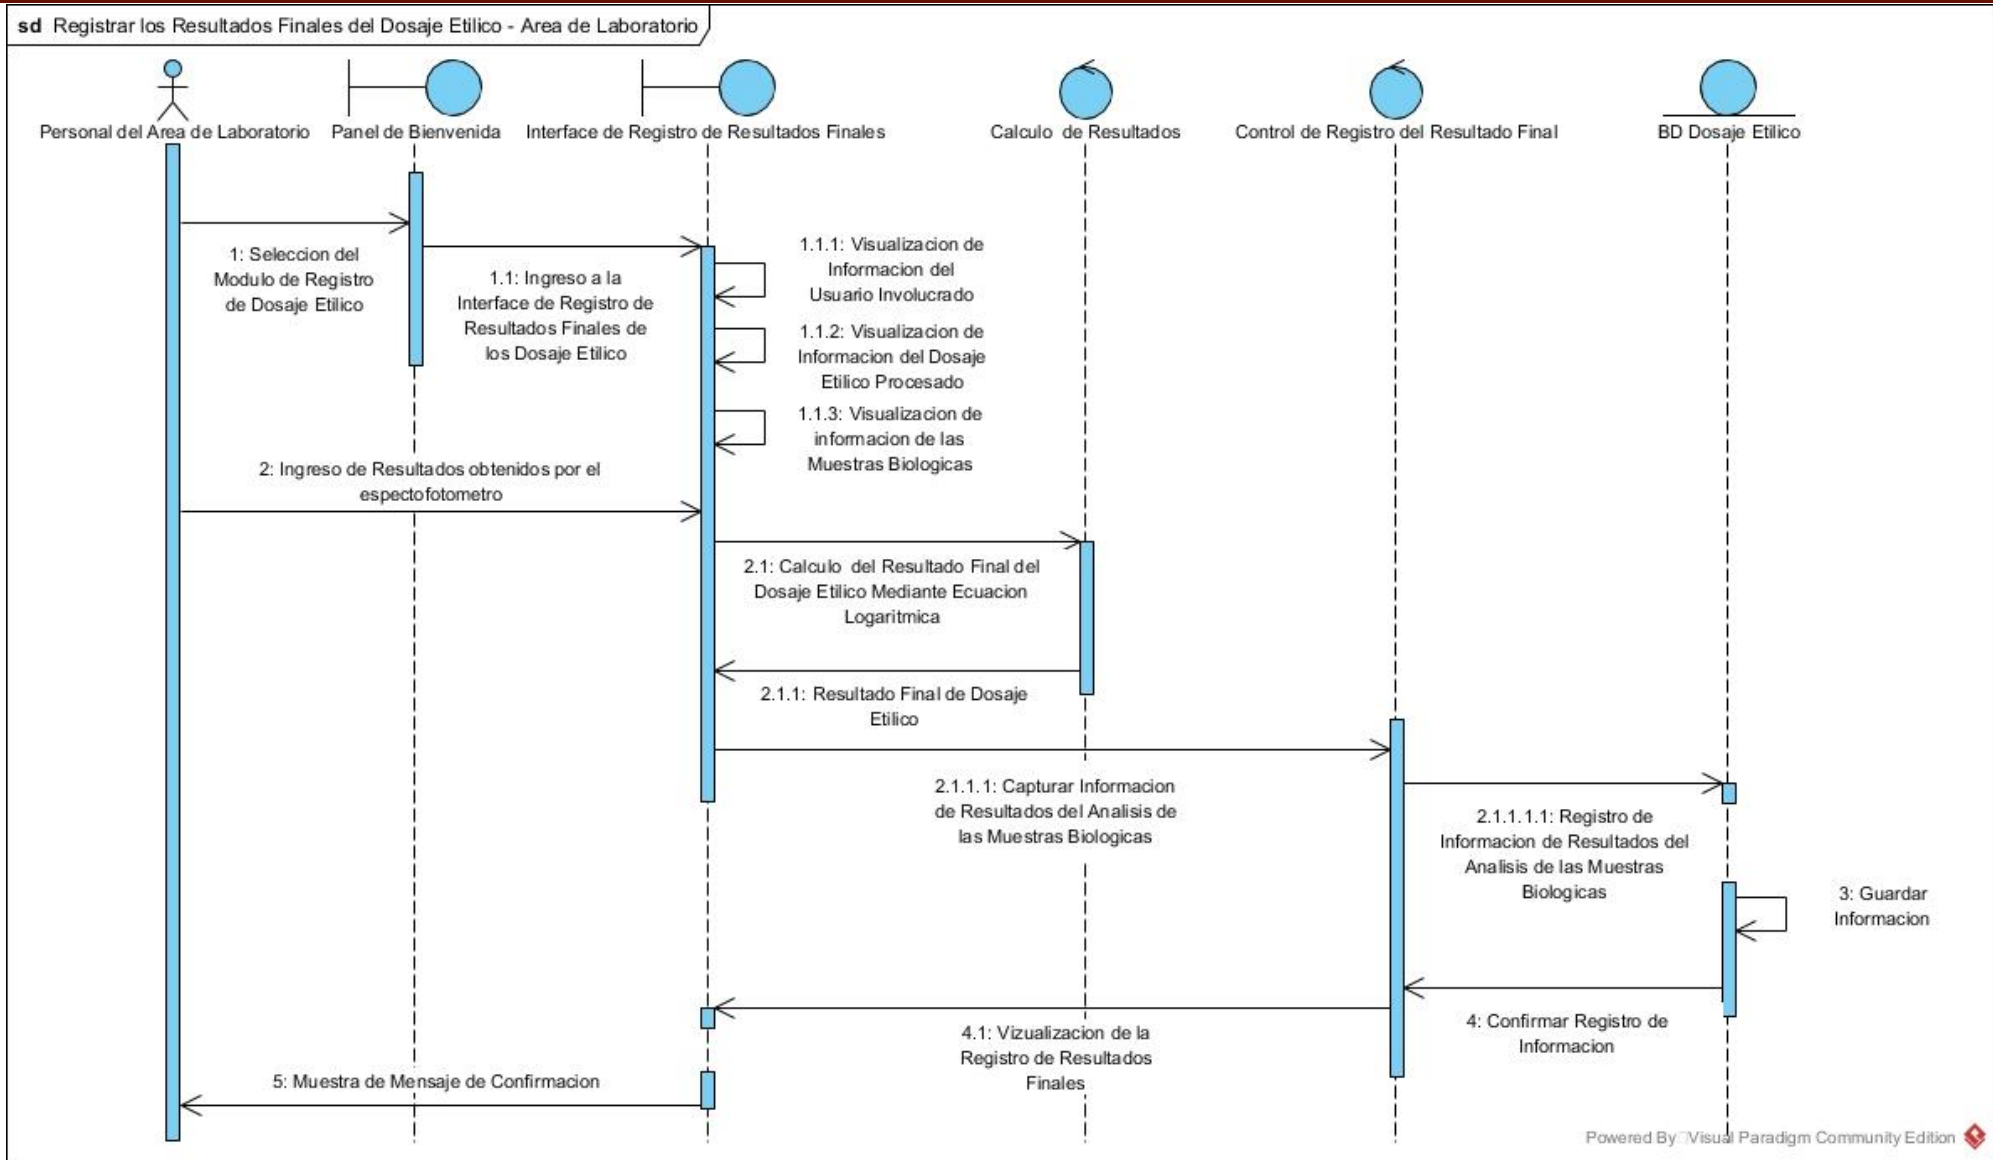 sd Registrar los Resultados Finales del Dosaje Etilico - Area de Laboratorio
Personal del Area de Laboratorio
Panel de Bienvenida
Interface de Registro de Resultados Finales
Calculo de Resultados
Control de Registro del Resultado Final
BD Dosaje Etilico
1: Seleccion del
Modulo de Registro
de Dosaje Etilico
1.1: Ingreso a la
Interface de Registro de
Resultados Finales de
los Dosaje Etilico
1.1.1: Visualizacion de
Informacion del
Usuario Involucrado
1.1.2: Visualizacion de
Informacion del Dosaje
Etilico Procesado
1.1.3: Visualizacion de
informacion de las
Muestras Biologicas
2: Ingreso de Resultados obtenidos por el
espectofotometro
2.1: Calculo del Resultado Final del
Dosaje Etilico Mediante Ecuacion
Logaritmica
2.1.1: Resultado Final de Dosaje
Etilico
2.1.1.1: Capturar Informacion
de Resultados del Analisis de
las Muestras Biologicas
2.1.1.1.1: Registro de
Informacion de Resultados del
Analisis de las Muestras
Biologicas
3: Guardar
Informacion
4: Confirmar Registro de
Informacion
4.1: Vizualizacion de la
Registro de Resultados
Finales
5: Muestra de Mensaje de Confirmacion
Powered By Visual Paradigm Community Edition